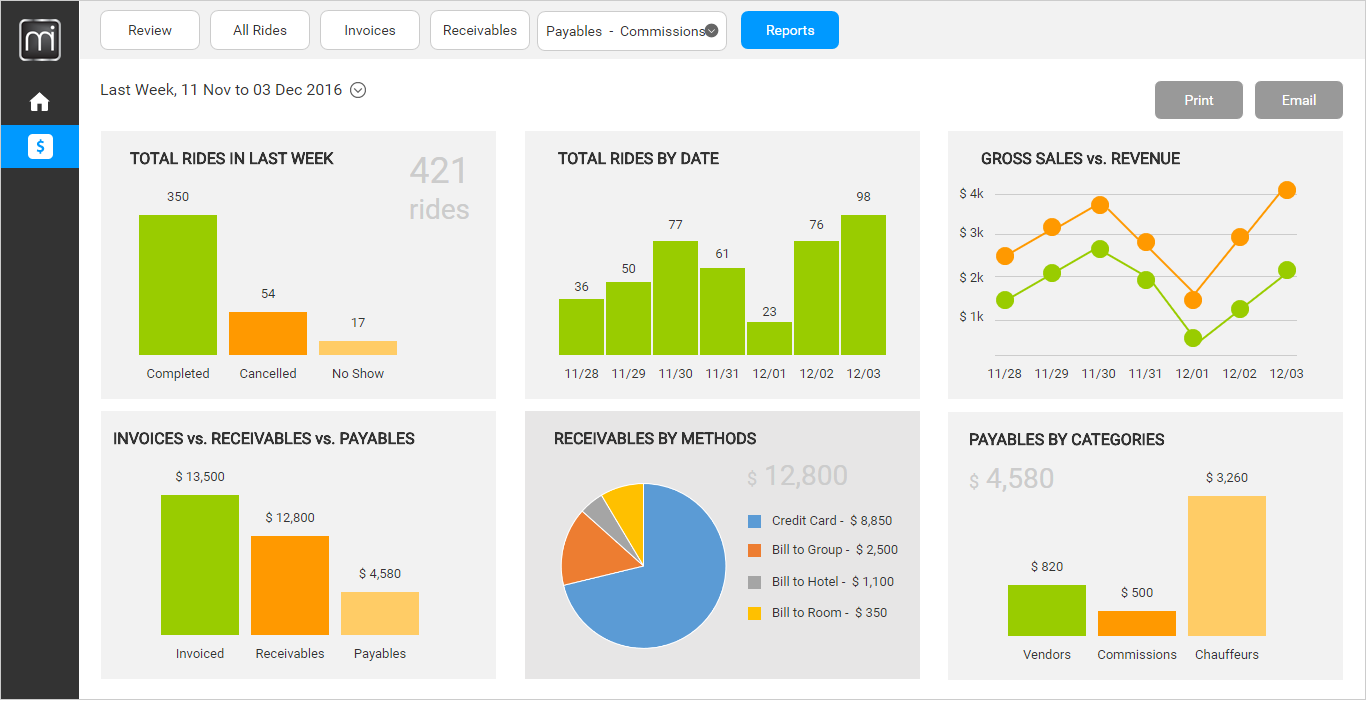 mi
Review
All Rides
Invoices
Receivables
Payables - Commissions
Reports
Last Week, 11 Nov to 03 Dec 2016
Print
Email
$
TOTAL RIDES IN LAST WEEK
421
rides
350
54
17
Completed
Cancelled
No Show
TOTAL RIDES BY DATE
36
50
77
61
23
76
98
11/28
11/29
11/30
11/31
12/01
12/02
12/03
GROSS SALES vs. REVENUE
$ 4k
$ 3k
$ 2k
$ 1k
11/28
11/29
11/30
11/31
12/01
12/02
12/03
INVOICES vs. RECEIVABLES vs. PAYABLES
$ 13,500
$ 12,800
$ 4,580
Invoiced
Receivables
Payables
RECEIVABLES BY METHODS
$ 12,800
Credit Card - $ 8,850
Bill to Group - $ 2,500
Bill to Hotel - $ 1,100
Bill to Room - $ 350
PAYABLES BY CATEGORIES
$ 4,580
$ 820
$ 500
$ 3,260
Vendors
Commissions
Chauffeurs